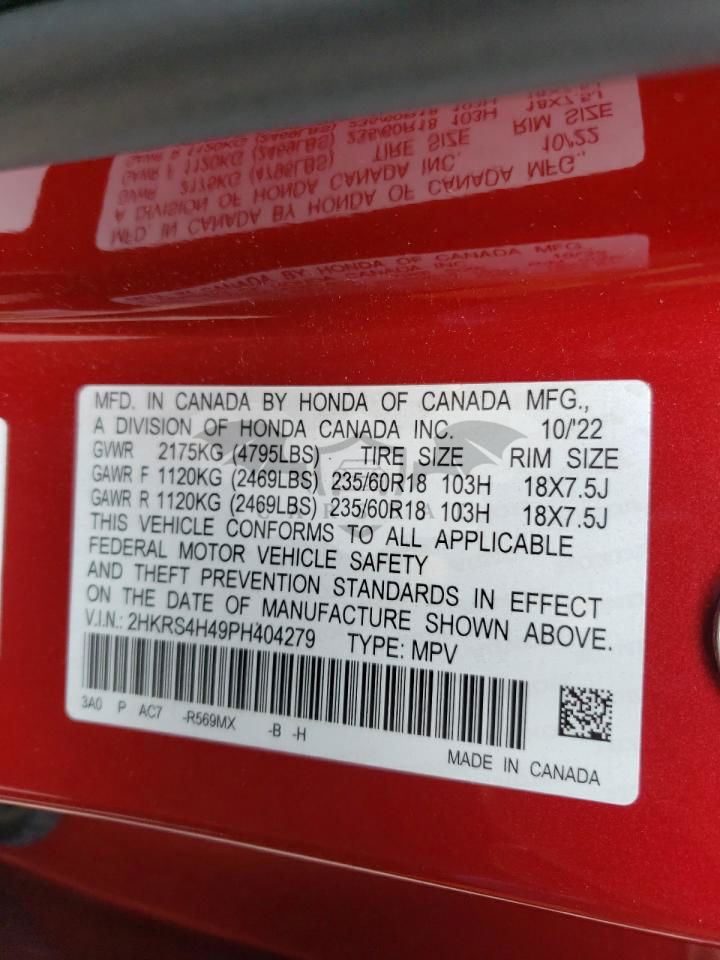 MFD. IN CANADA BY HONDA OF CANADA MFG.,
A DIVISION OF HONDA CANADA INC. 10/'22
GVWR 2175KG (4795LBS) TIRE SIZE RIM SIZE
GAWR F 1120KG (2469LBS) 235/60R18 103H 18X7.5J
GAWR R 1120KG (2469LBS) 235/60R18 103H 18X7.5J
THIS VEHICLE CONFORMS TO ALL APPLICABLE
FEDERAL MOTOR VEHICLE SAFETY
AND THEFT PREVENTION STANDARDS IN EFFECT
ON THE DATE OF MANUFACTURE SHOWN ABOVE.
V.I.N.: 2HKRS4H49PH404279 TYPE: MPV
3A0 P AC7 -R569MX -B -H
MADE IN CANADA